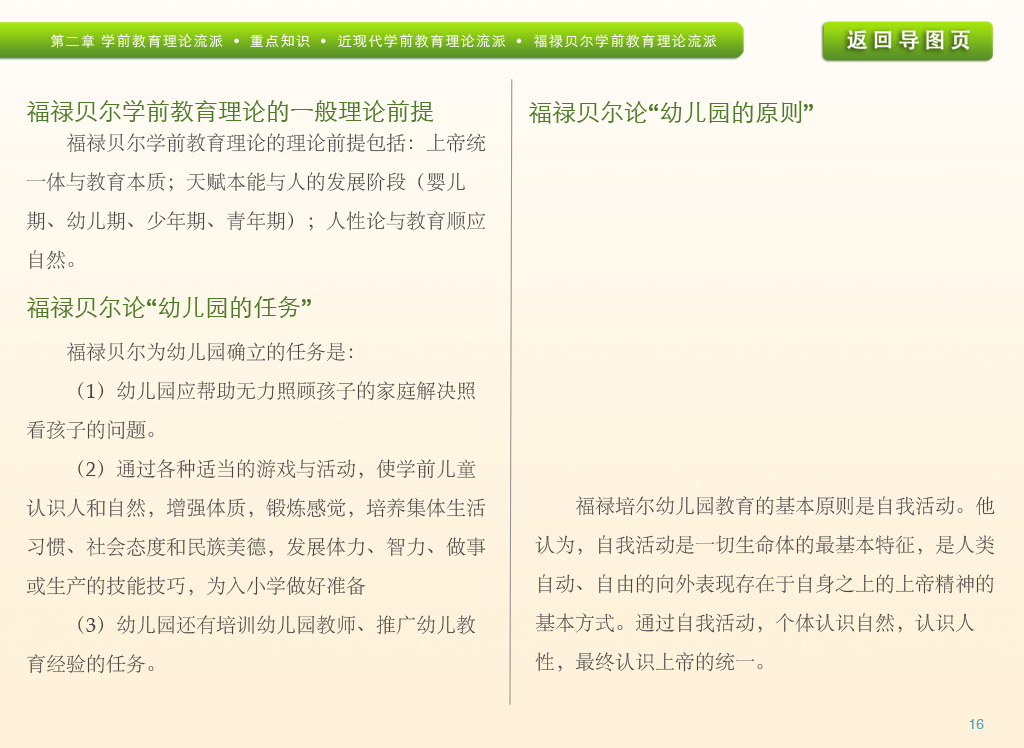 第二章 学前教育理论流派 • 重点知识 • 近现代学前教育理论流派 • 福禄贝尔学前教育理论流派
返回导图页
福禄贝尔学前教育理论的一般理论前提
福禄贝尔学前教育理论的理论前提包括：上帝统
一体与教育本质；天赋本能与人的发展阶段（婴儿
期、幼儿期、少年期、青年期）；人性论与教育顺应
自然。
福禄贝尔论“幼儿园的任务”
福禄贝尔为幼儿园确立的任务是：
（1）幼儿园应帮助无力照顾孩子的家庭解决照
看孩子的问题。
（2）通过各种适当的游戏与活动，使学前儿童
认识人和自然，增强体质，锻炼感觉，培养集体生活
习惯、社会态度和民族美德，发展体力、智力、做事
或生产的技能技巧，为入小学做好准备
（3）幼儿园还有培训幼儿园教师、推广幼儿教
育经验的任务。
福禄贝尔论“幼儿园的原则”
福禄培尔幼儿园教育的基本原则是自我活动。他
认为，自我活动是一切生命体的最基本特征，是人类
自动、自由的向外表现存在于自身之上的上帝精神的
基本方式。通过自我活动，个体认识自然，认识人
性，最终认识上帝的统一。
16